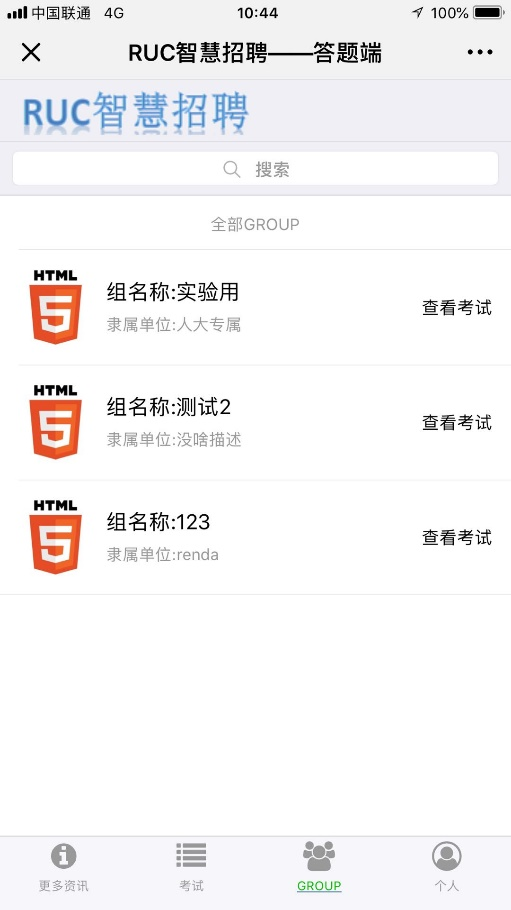 中国联通 4G 10:44 100%
RUC智慧招聘——答题端
RUC智慧招聘
搜索
全部GROUP
HTML
5
组名称:实验用
隶属单位:人大专属
查看考试
HTML
5
组名称:测试2
隶属单位:没啥描述
查看考试
HTML
5
组名称:123
隶属单位:renda
查看考试
更多资讯 考试 GROUP 个人